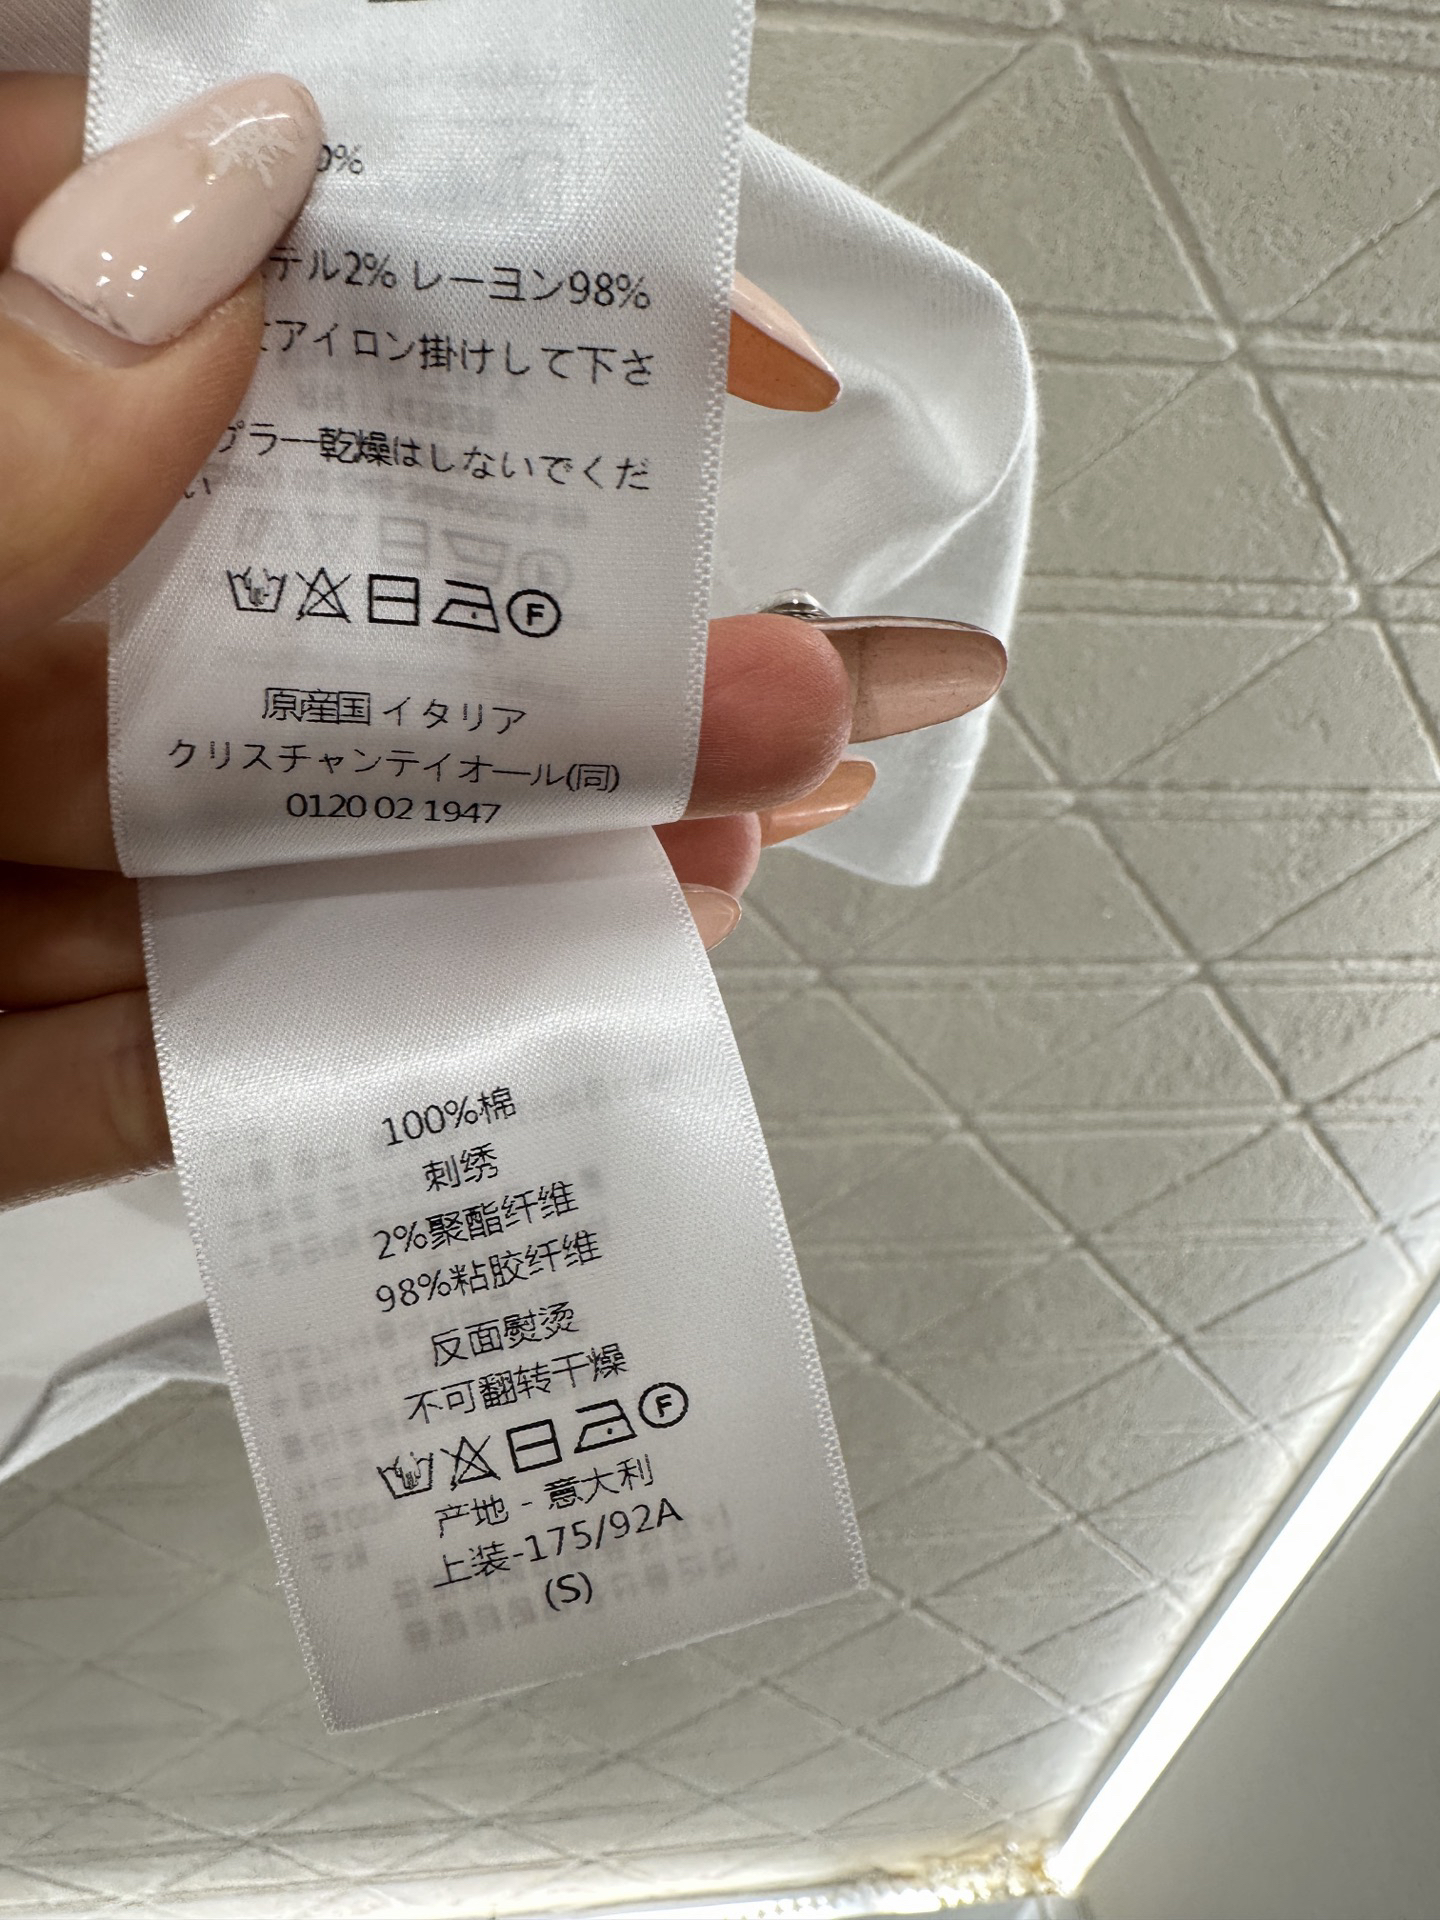 0%
テル2% レーヨン98%
アイロン掛けして下さ
プラー乾燥はしないでくだ
い
F
原産国 イタリア
クリスチャンディオール(同)
0120 02 1947
100%棉
刺绣
2%聚酯纤维
98%粘胶纤维
反面熨烫
不可翻转干燥
F
产地 - 意大利
上装-175/92A
(S)